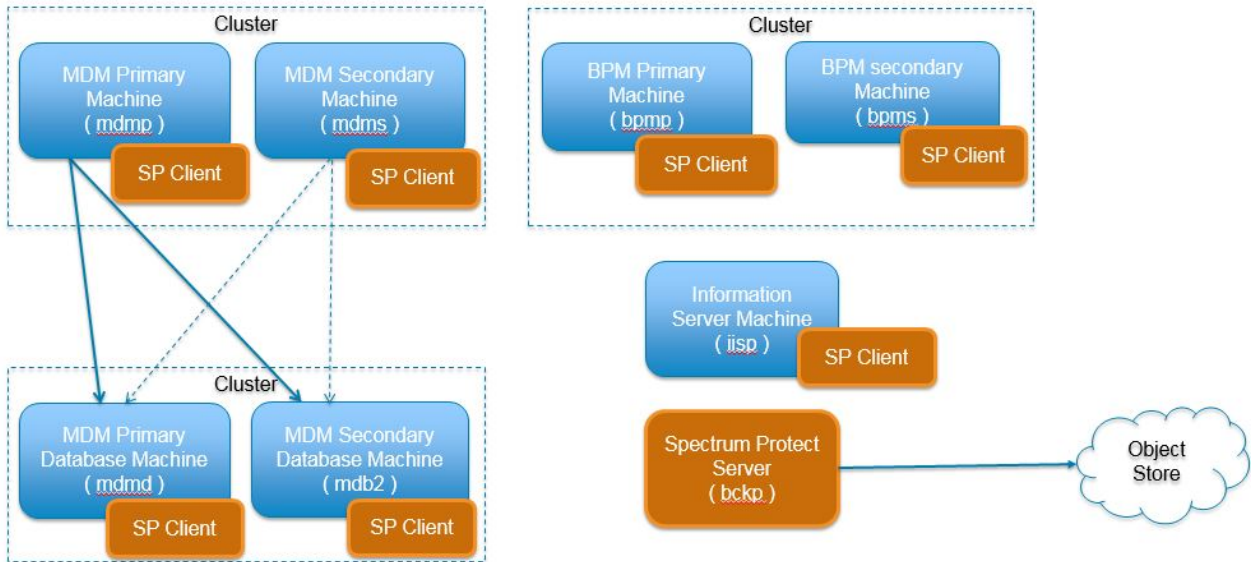 Cluster
MDM Primary
Machine
( mdmp )
SP Client
MDM Secondary
Machine
( mdms )
SP Client
Cluster
BPM Primary
Machine
( bpmp )
SP Client
BPM secondary
Machine
( bpms )
SP Client
Information
Server Machine
( iisp )
SP Client
Cluster
MDM Primary
Database Machine
( mdmd )
SP Client
MDM Secondary
Database Machine
( mdb2 )
SP Client
Spectrum Protect
Server
( bckp )
Object
Store